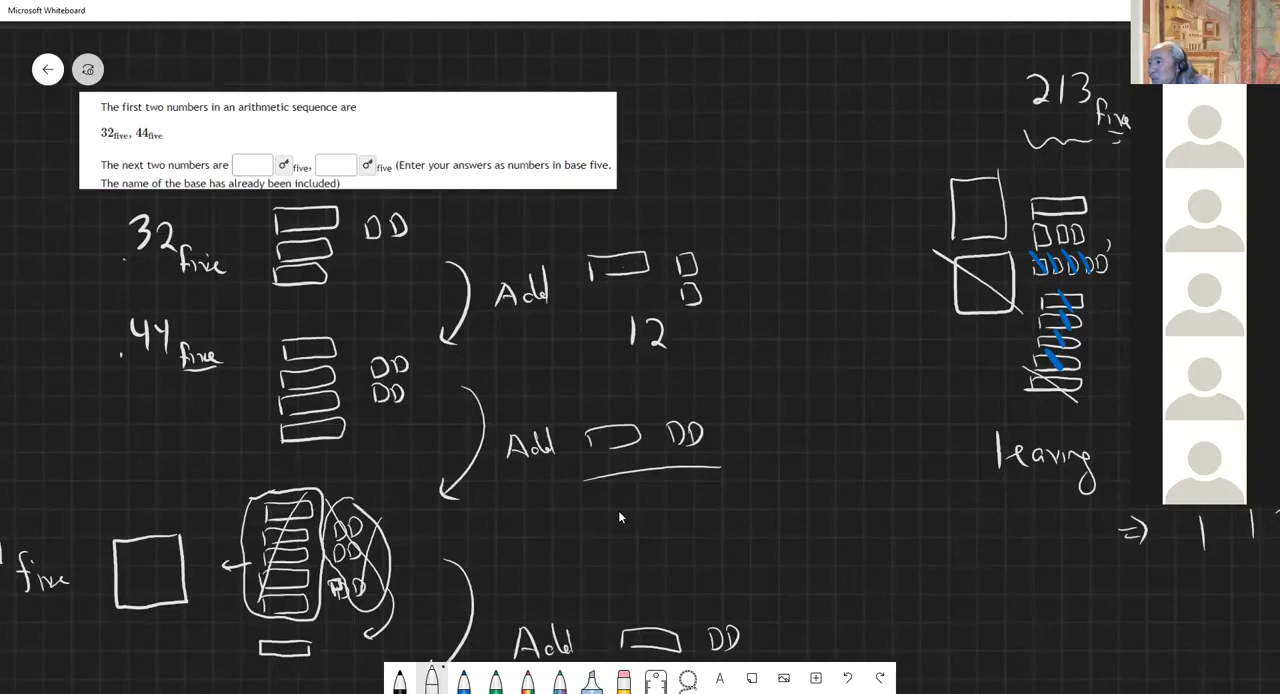 Microsoft Whiteboard
The first two numbers in an arithmetic sequence are
32five, 44five
The next two numbers are five, five (Enter your answers as numbers in base five.
The name of the base has already been included)
213five
32five
Add
12
44five
Add
leaving
five
⇒ 1 1
Add
A